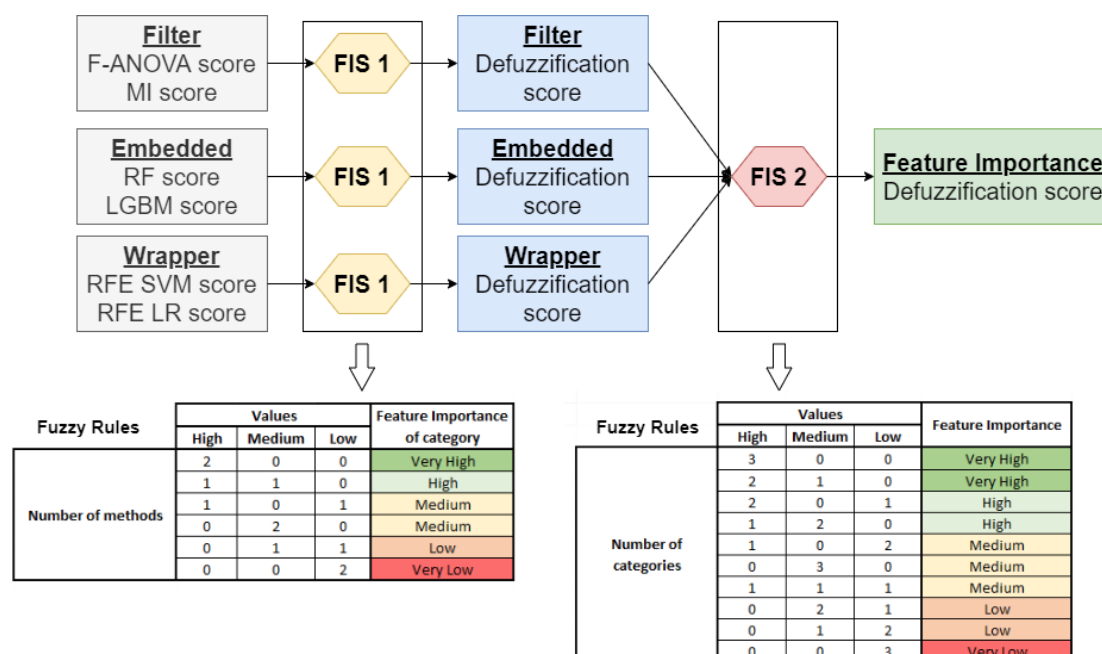 Filter
F-ANOVA score
MI score
FIS 1
Filter
Defuzzification
score
Embedded
RF score
LGBM score
FIS 1
Embedded
Defuzzification
score
FIS 2
Feature Importance
Defuzzification score
Wrapper
RFE SVM score
RFE LR score
FIS 1
Wrapper
Defuzzification
score
Fuzzy Rules
Values
Feature Importance
of category
High Medium Low
Number of methods
2 0 0 Very High
1 1 0 High
1 0 1 Medium
0 2 0 Medium
0 1 1 Low
0 0 2 Very Low
Fuzzy Rules
Values
Feature Importance
High Medium Low
Number of
categories
3 0 0 Very High
2 1 0 Very High
2 0 1 High
1 2 0 High
1 0 2 Medium
0 3 0 Medium
1 1 1 Medium
0 2 1 Low
0 1 2 Low
0 0 3 Very Low